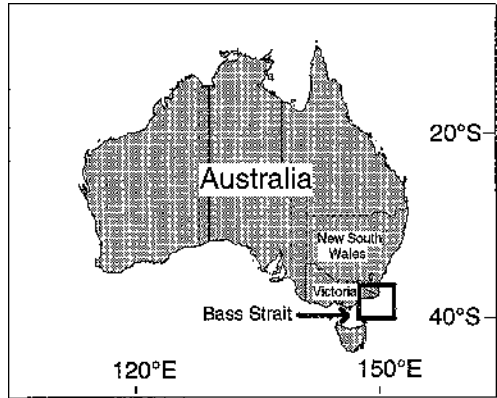 20°S
Australia
New South
Wales
Victoria
Bass Strait
40°S
120°E
150°E